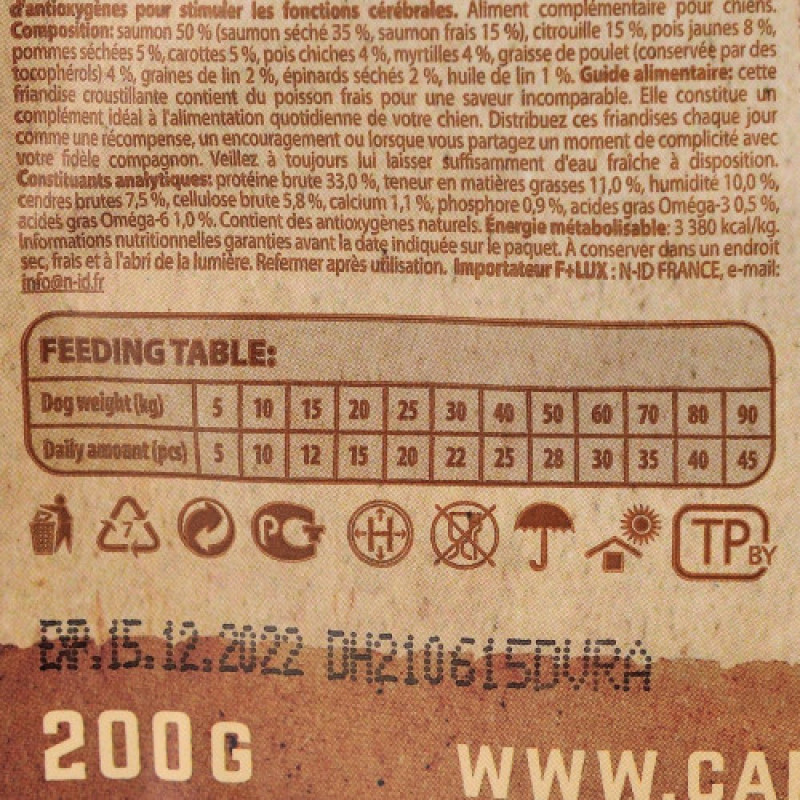 d'antioxygènes pour stimuler les fonctions cérébrales. Aliment complémentaire pour chiens.
Composition: saumon 50 % (saumon séché 35 %, saumon frais 15 %), citrouille 15 %, pois jaunes 8 %,
pommes séchées 5 %, carottes 5 %, pois chiches 4 %, myrtilles 4 %, graisse de poulet (conservée par des
tocophérols) 4 %, graines de lin 2 %, épinards séchés 2 %, huile de lin 1 %. Guide alimentaire: cette
friandise croustillante contient du poisson frais pour une saveur incomparable. Elle constitue un
complément idéal à l'alimentation quotidienne de votre chien. Distribuez ces friandises chaque jour
comme une récompense, un encouragement ou lorsque vous partagez un moment de complicité avec
votre fidèle compagnon. Veillez à toujours lui laisser suffisamment d'eau fraîche à disposition.
Constituants analytiques: protéine brute 33,0 %, teneur en matières grasses 11,0 %, humidité 10,0 %,
cendres brutes 7,5 %, cellulose brute 5,8 %, calcium 1,1 %, phosphore 0,9 %, acides gras Oméga-3 0,5 %,
acides gras Oméga-6 1,0 %. Contient des antioxygènes naturels. Énergie métabolisable: 3 380 kcal/kg.
Informations nutritionnelles garanties avant la date indiquée sur le paquet. À conserver dans un endroit
sec, frais et à l'abri de la lumière. Refermer après utilisation. Importateur F+LUX : N-ID FRANCE, e-mail:
info@n-id.fr
FEEDING TABLE:
Dog weight (kg) 5 10 15 20 25 30 40 50 60 70 80 90
Daily amount (pcs) 5 10 12 15 20 22 25 28 30 35 40 45
7 PCT H TP BY
EXP.15.12.2022 DH210615DVRA
200G
WWW.CAR